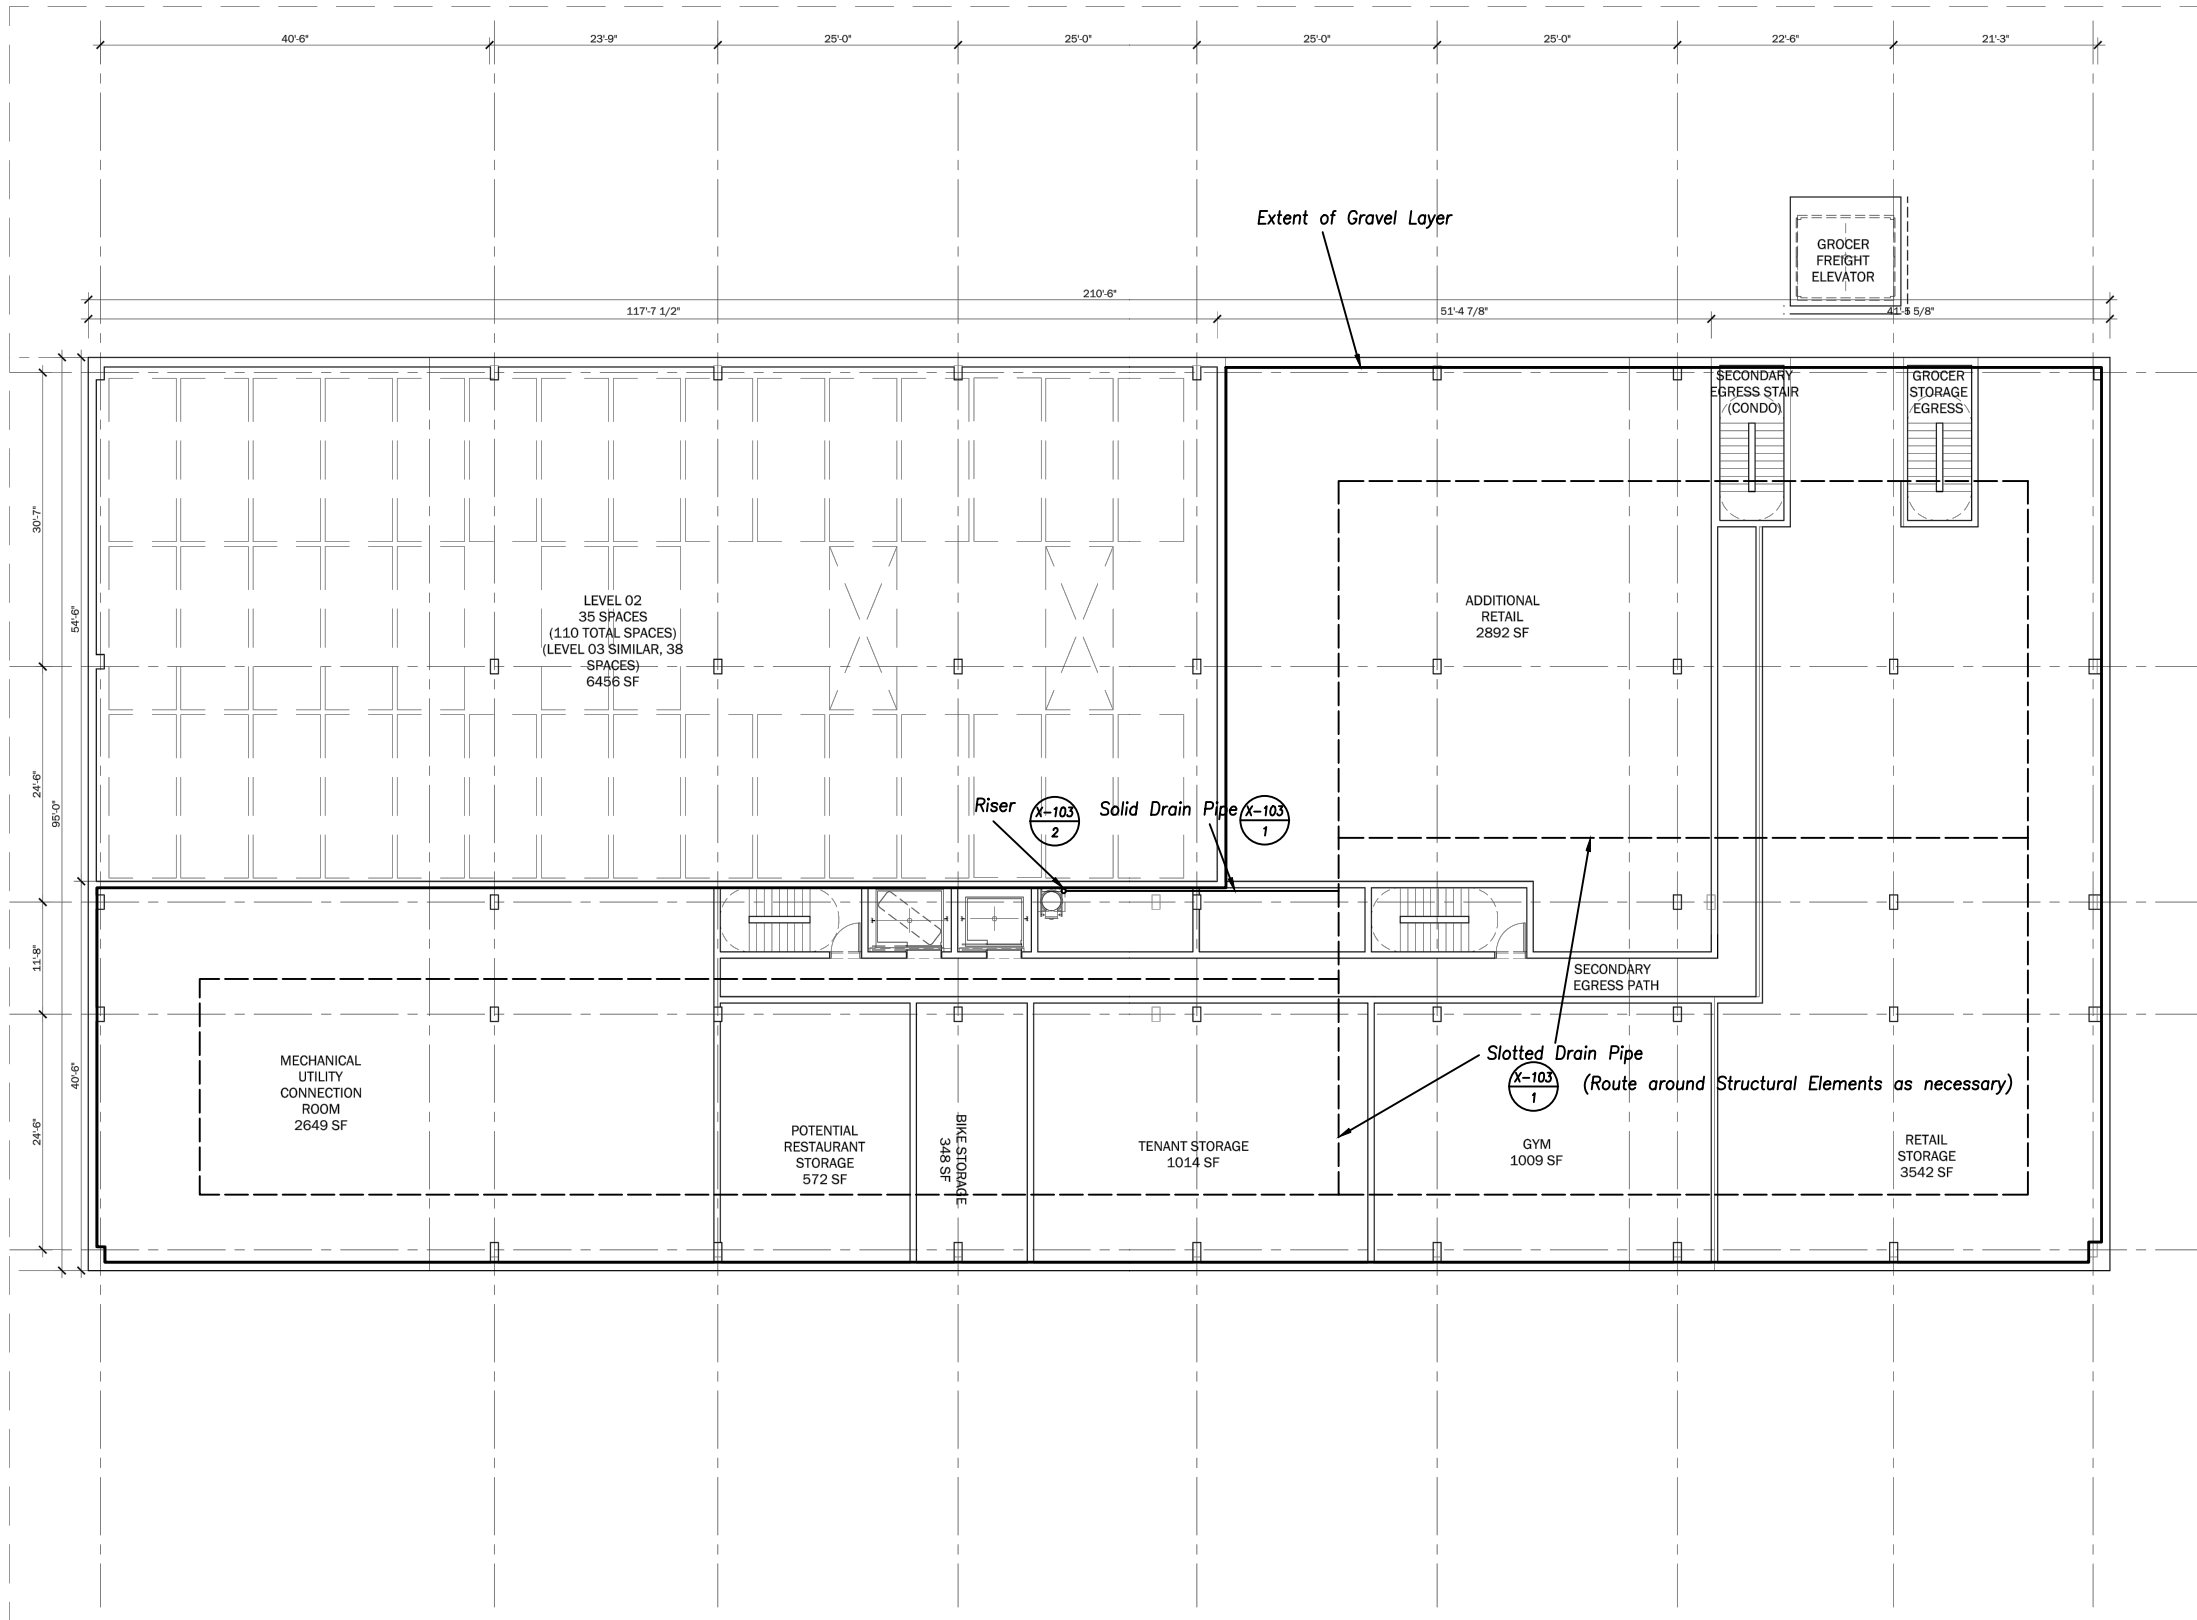 40'-6"
23'-9"
25'-0"
25'-0"
25'-0"
25'-0"
22'-6"
21'-3"
Extent of Gravel Layer
GROCER
FREIGHT
ELEVATOR
210'-6"
117'-7 1/2"
51'-4 7/8"
5/8"
SECONDARY
EGRESS STAIR
(CONDO)
GROCER
STORAGE
EGRESS
30'-7"
54'-6"
24'-6"
95'-0"
11'-8"
40'-6"
24'-6"
LEVEL 02
35 SPACES
(110 TOTAL SPACES)
(LEVEL 03 SIMILAR, 38
SPACES)
6456 SF
ADDITIONAL
RETAIL
2892 SF
Riser
X-103
2
Solid Drain Pipe
X-103
1
SECONDARY
EGRESS PATH
MECHANICAL
UTILITY
CONNECTION
ROOM
2649 SF
POTENTIAL
RESTAURANT
STORAGE
572 SF
BIKE STORAGE
348 SF
TENANT STORAGE
1014 SF
Slotted Drain Pipe
X-103
1
(Route around Structural Elements as necessary)
GYM
1009 SF
RETAIL
STORAGE
3542 SF